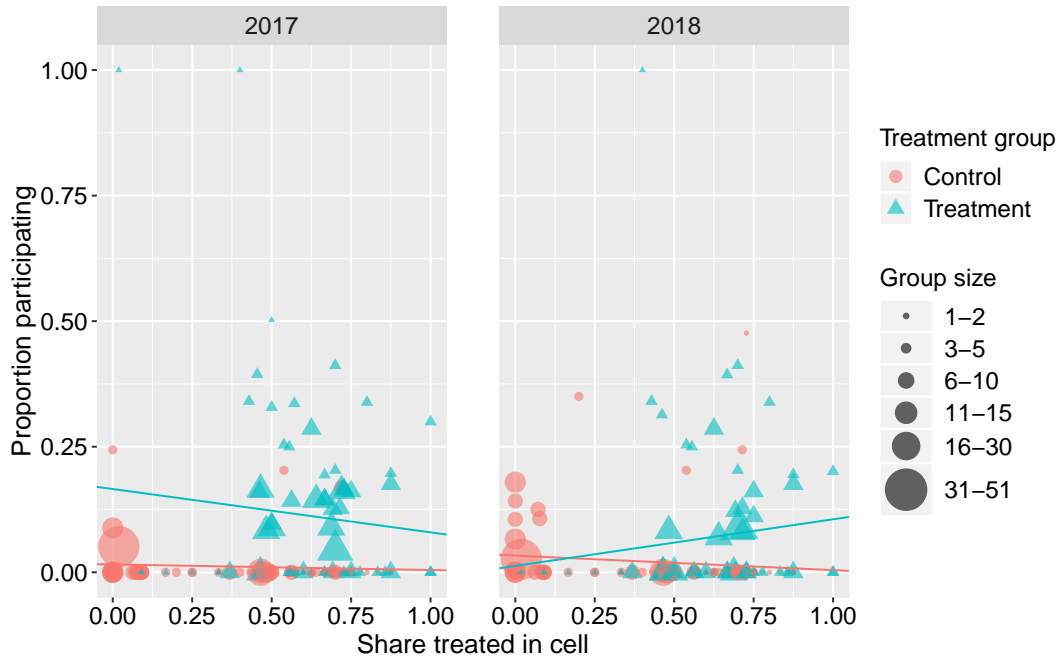 2017
2018
1.00
0.75
0.50
0.25
0.00
Proportion participating
0.00 0.25 0.50 0.75 1.00
0.00 0.25 0.50 0.75 1.00
Share treated in cell
Treatment group
Control
Treatment
Group size
1–2
3–5
6–10
11–15
16–30
31–51